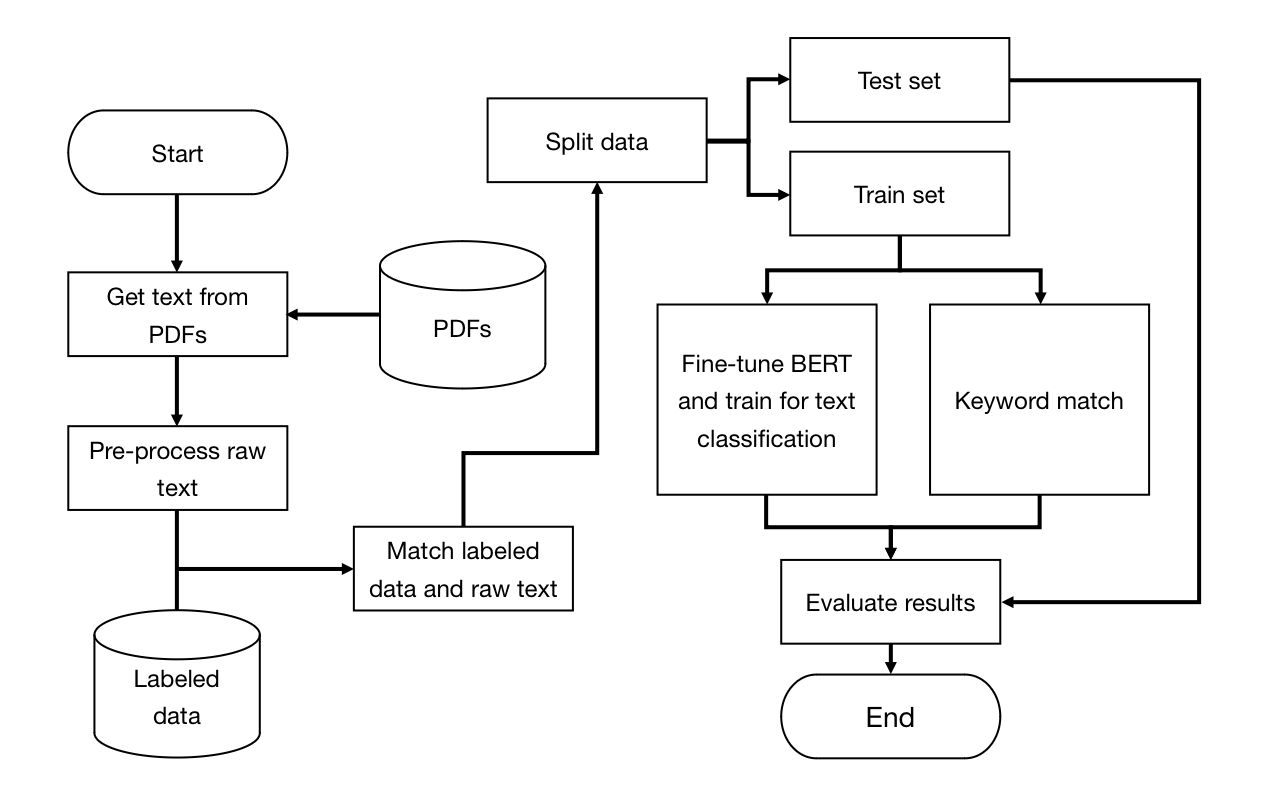 Start
Get text from
PDFs
PDFs
Pre-process raw
text
Labeled
data
Match labeled
data and raw text
Split data
Test set
Train set
Fine-tune BERT
and train for text
classification
Keyword match
Evaluate results
End